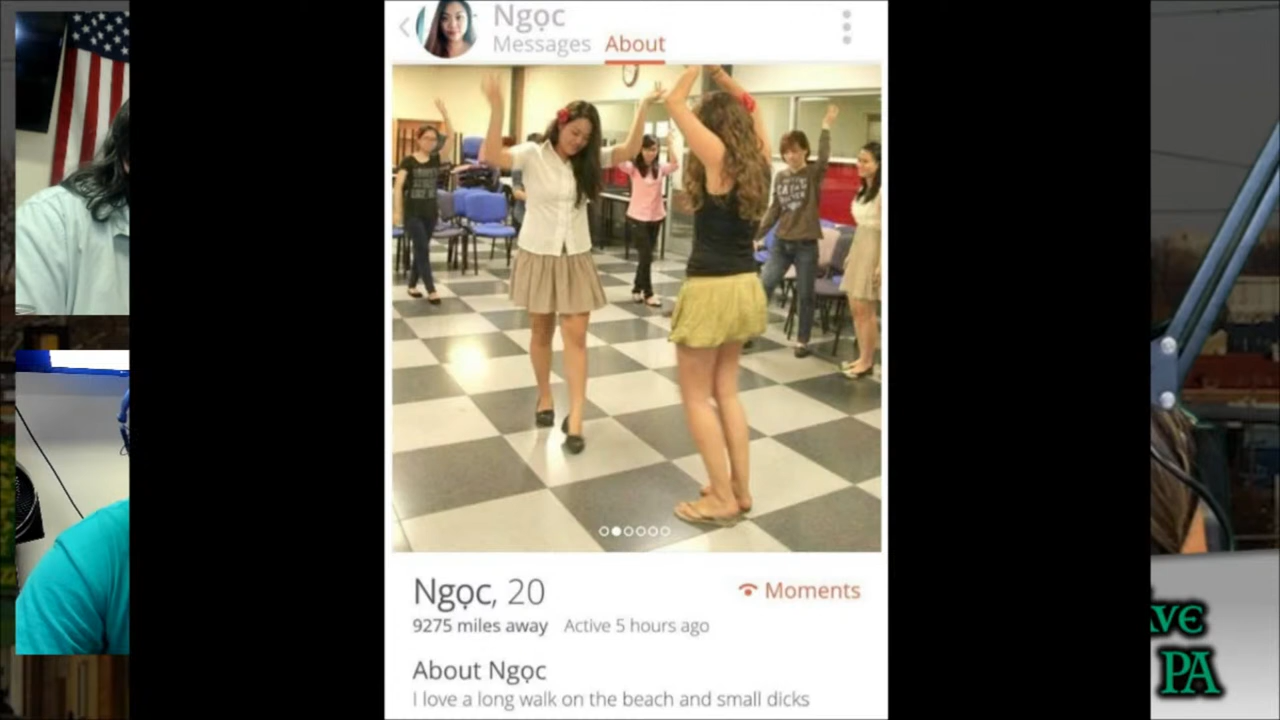 Ngọc
Messages About
Ngọc, 20
Moments
9275 miles away Active 5 hours ago
About Ngọc
I love a long walk on the beach and small dicks
PA